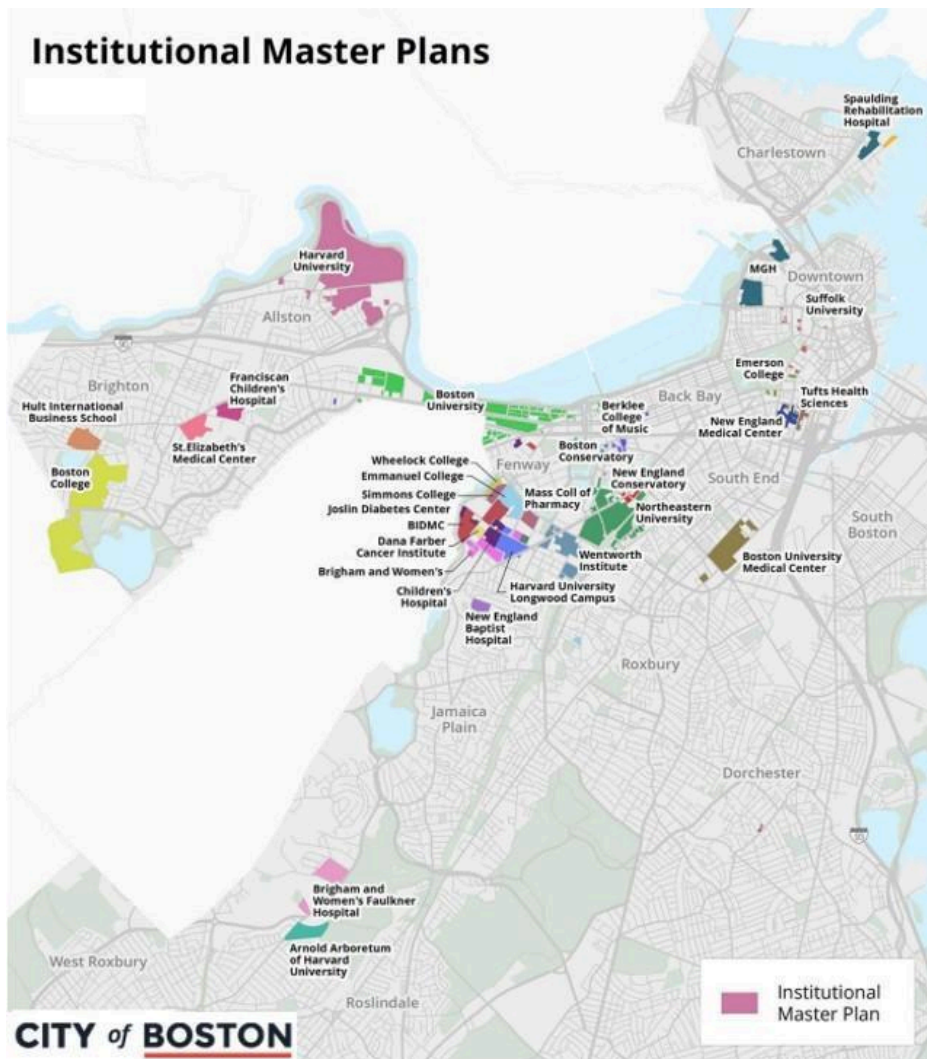 Institutional Master Plans
Spaulding
Rehabilitation
Hospital
Charlestown
Harvard
University
MGH
Downtown
Suffolk
University
Allston
90
Brighton
Franciscan
Children's
Hospital
Emerson
College
Boston
University
Back Bay
Tufts Health
Sciences
Hult International
Business School
Berklee
College
of Music
New England
Medical Center
St.Elizabeth's
Medical Center
Boston
Conservatory
Boston
College
Wheelock College
Fenway
Emmanuel College
New England
Conservatory
South End
Simmons College
Mass Coll of
Pharmacy
Joslin Diabetes Center
Northeastern
University
BIDMC
South
Boston
Dana Farber
Cancer Institute
Wentworth
Institute
Boston University
Medical Center
Brigham and Women's
Children's
Hospital
Harvard University
Longwood Campus
New England
Baptist
Hospital
Roxbury
Jamaica
Plain
Dorchester
Brigham and
Women's Faulkner
Hospital
Arnold Arboretum
of Harvard
University
West Roxbury
Roslindale
Institutional
Master Plan
CITY of BOSTON